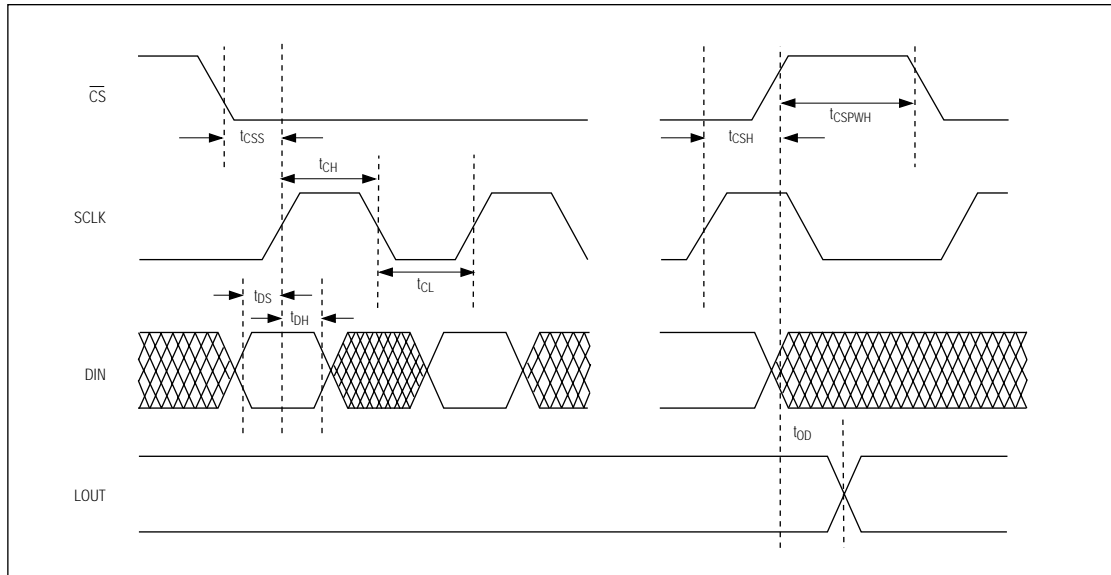 CS
tCSS
tCSH
tCSPWH
tCH
SCLK
tCL
tDS
tDH
DIN
tOD
LOUT